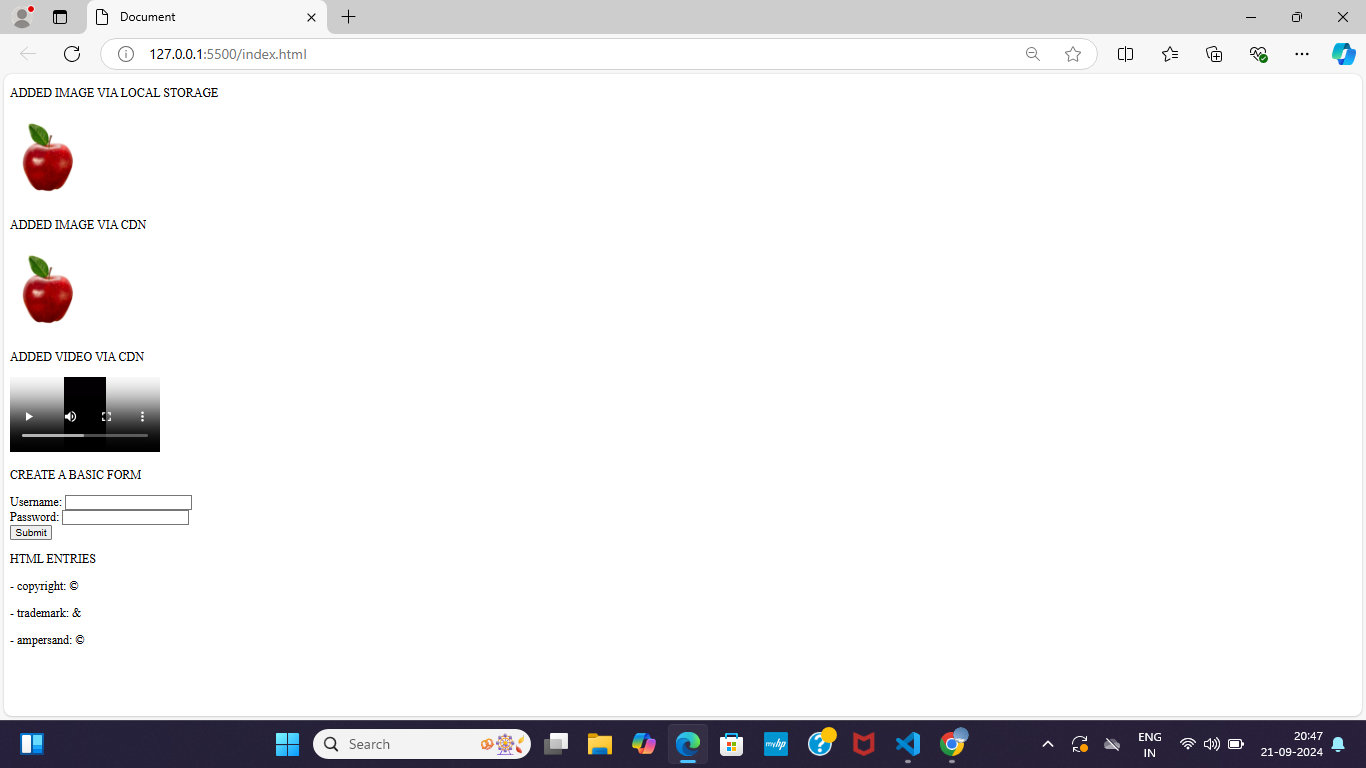 Document
127.0.0.1:5500/index.html
ADDED IMAGE VIA LOCAL STORAGE
ADDED IMAGE VIA CDN
ADDED VIDEO VIA CDN
CREATE A BASIC FORM
Username:
Password:
Submit
HTML ENTRIES
- copyright: ©
- trademark: &
- ampersand: ©
Search
myhp
ENG
IN
20:47
21-09-2024